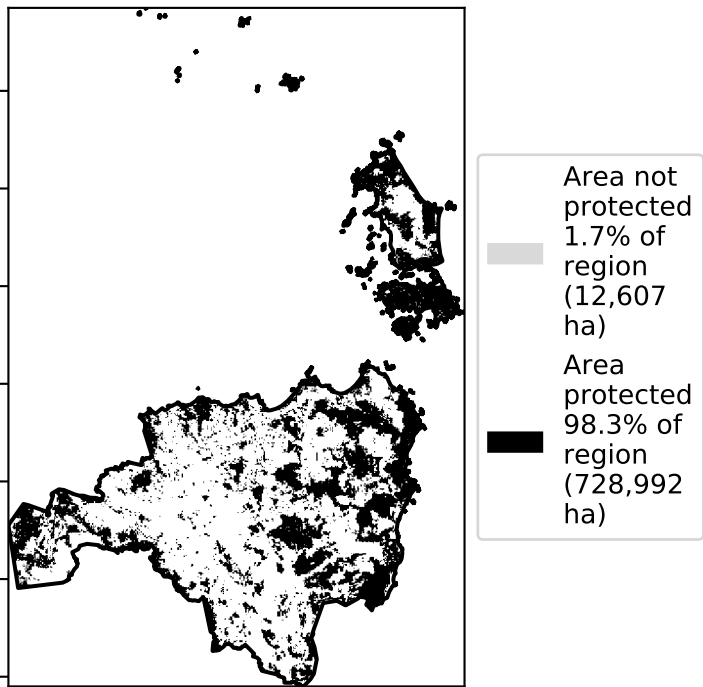 Area not
protected
1.7% of
region
(12,607
ha)
Area
protected
98.3% of
region
(728,992
ha)